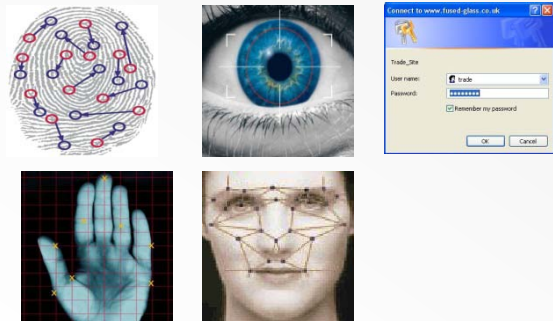 Connect to www.fused-glass.co.uk
Trade_Site
User name: trade
Password: ••••••••
Remember my password
OK Cancel